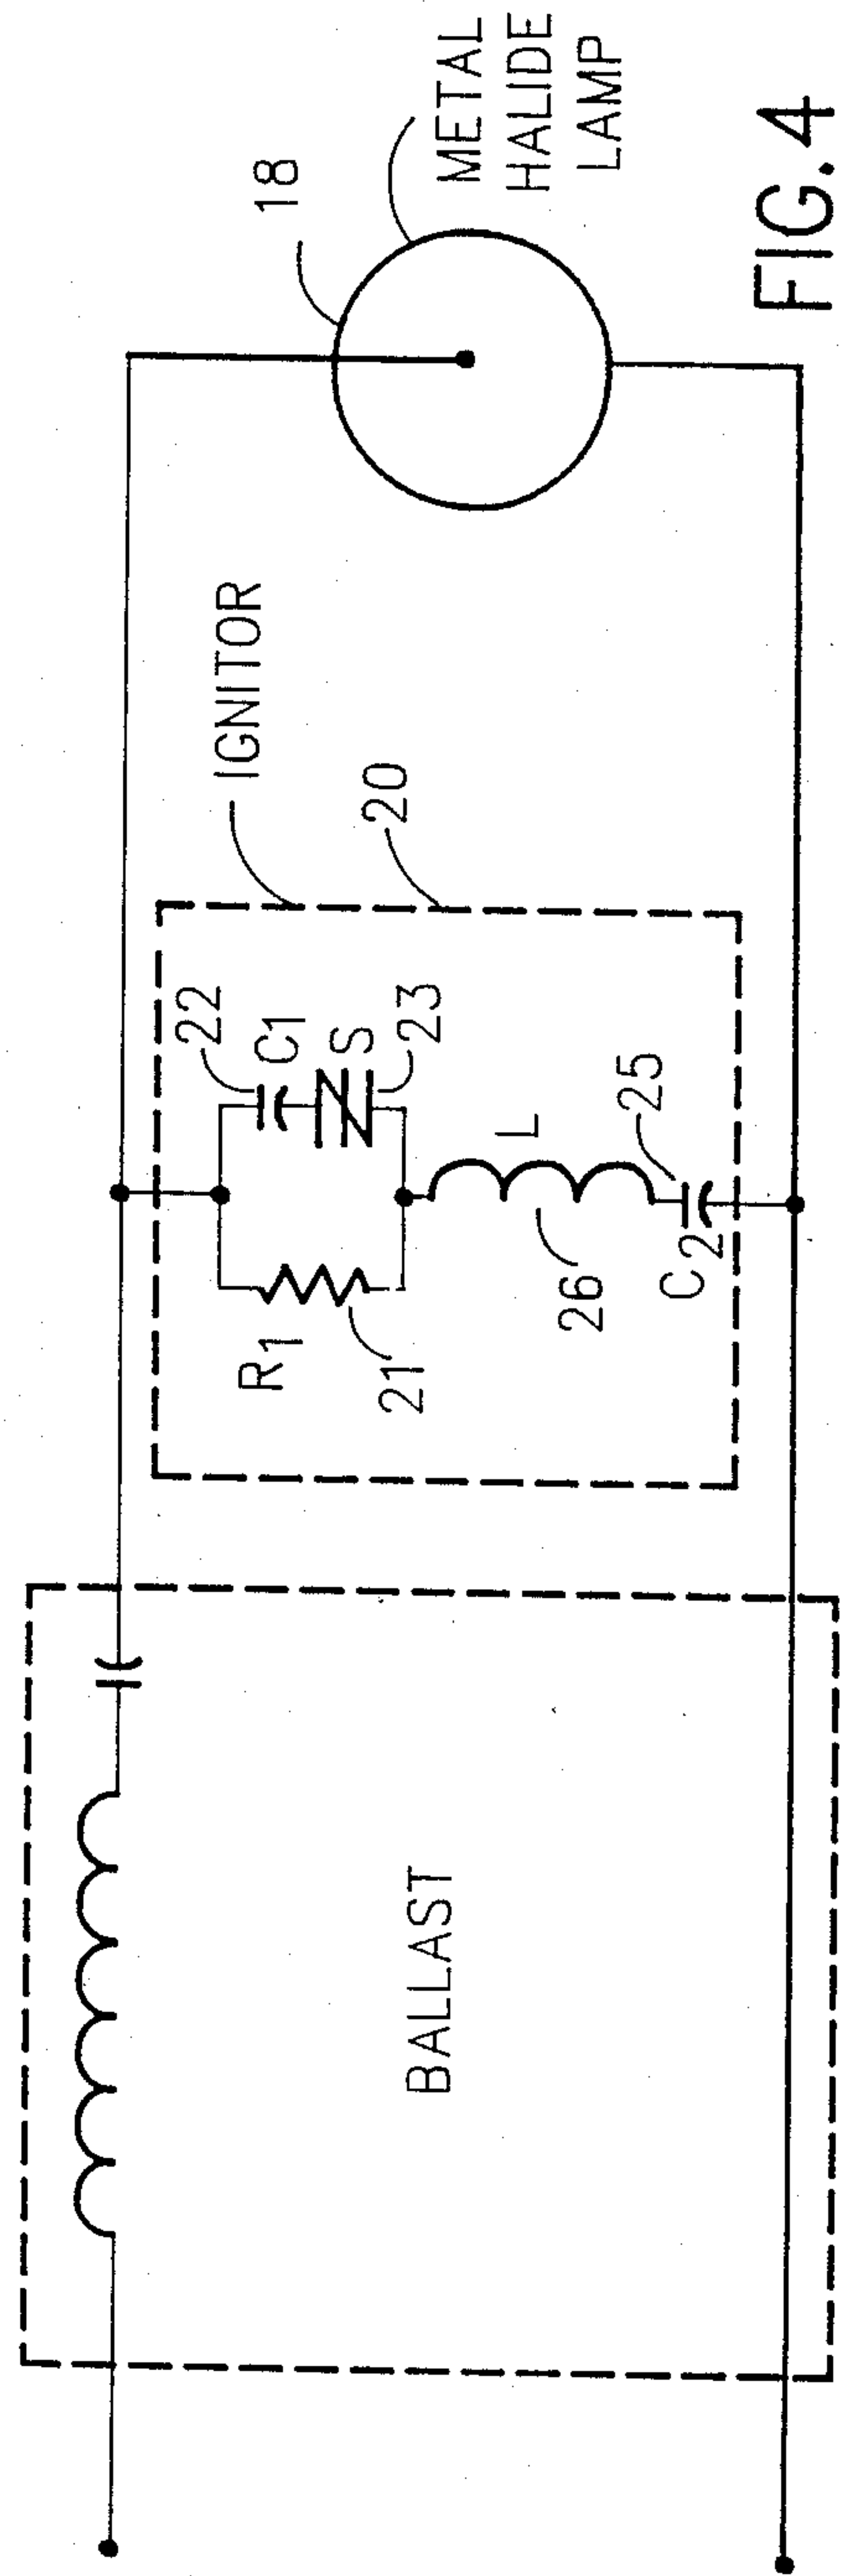 BALLAST
IGNITOR
20
R1
21
22
C1
S
23
L
26
25
C2
18
METAL
HALIDE
LAMP
FIG. 4